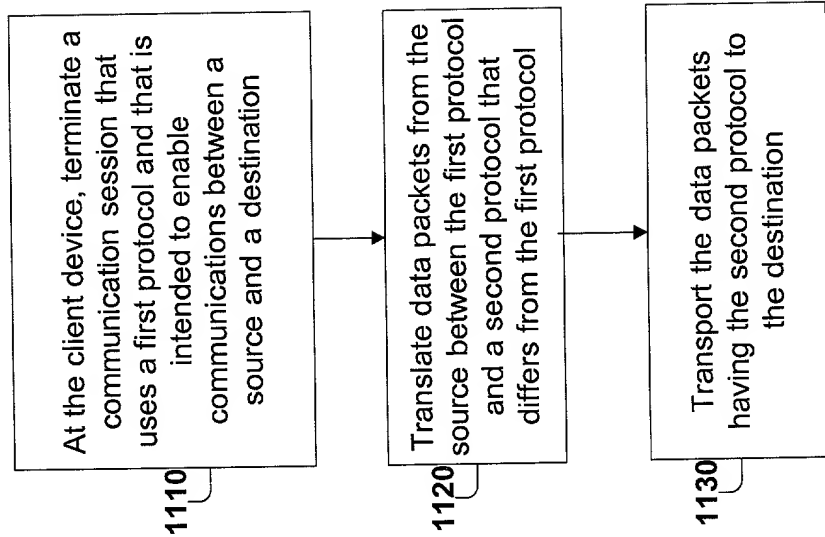 1110
At the client device, terminate a
communication session that
uses a first protocol and that is
intended to enable
communications between a
source and a destination
1120
Translate data packets from the
source between the first protocol
and a second protocol that
differs from the first protocol
1130
Transport the data packets
having the second protocol to
the destination